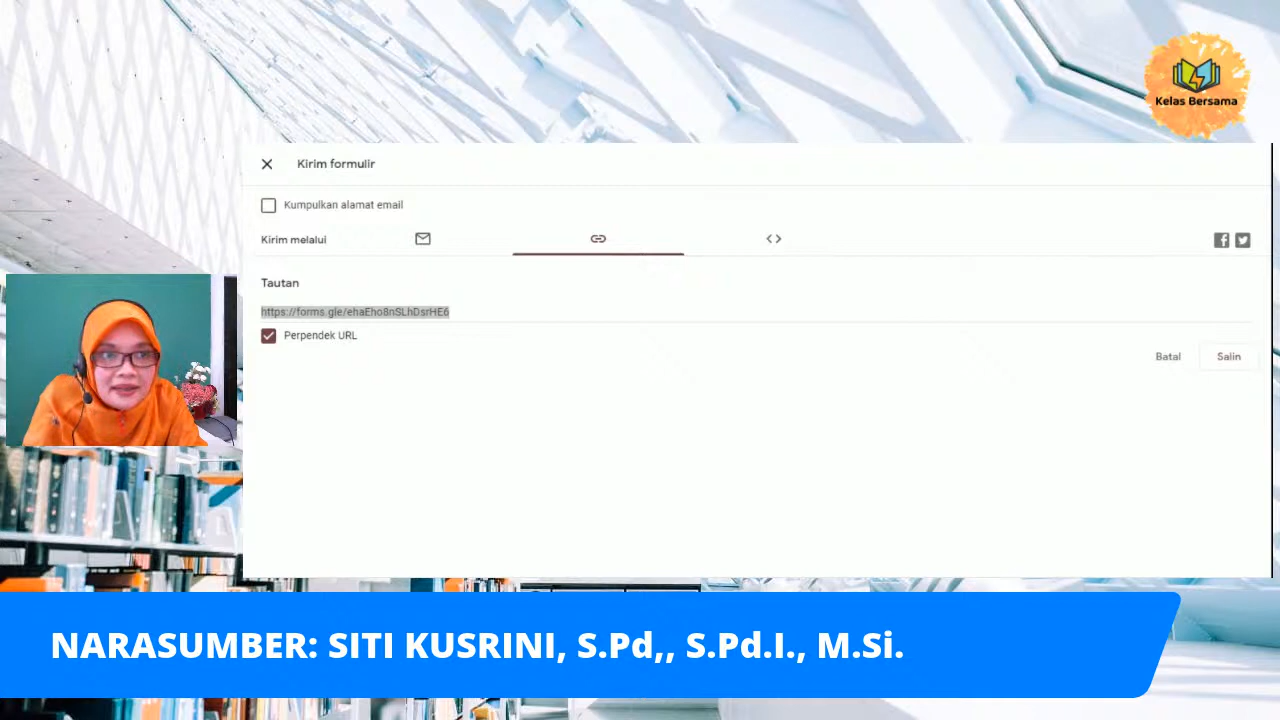 Kelas Bersama
Kirim formulir
Kumpulkan alamat email
Kirim melalui
Tautan
https://forms.gle/ehaEho8nSLhDsrHE6
Perpendek URL
Batal
Salin
NARASUMBER: SITI KUSRINI, S.Pd,, S.Pd.I., M.Si.